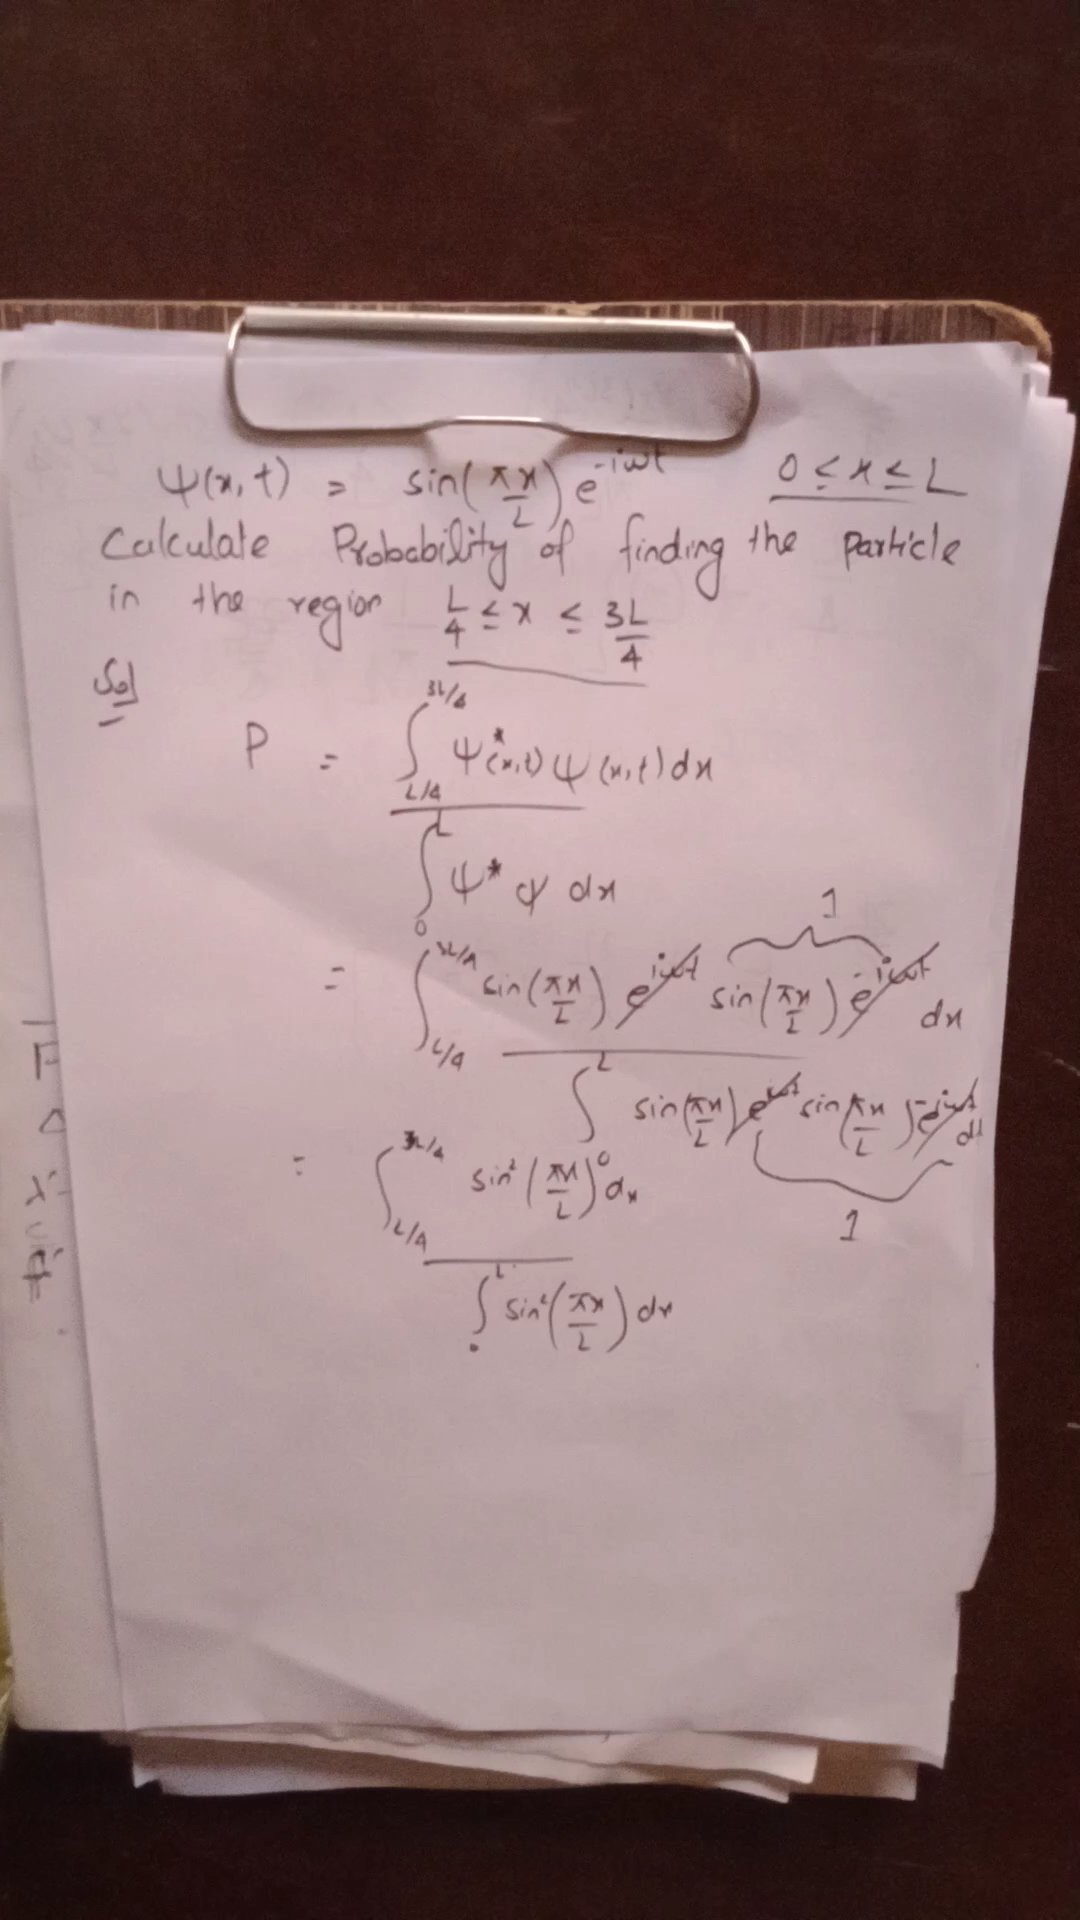 ψ(x,t) = sin(πx/L) e^-iωt 0 ≤ x ≤ L
Calculate Probability of finding the particle
in the region L/4 ≤ x ≤ 3L/4
Sol
P = ∫_{L/4}^{3L/4} ψ*(x,t) ψ(x,t) dx
∫_0^L ψ* ψ dx
1
= ∫_{L/4}^{3L/4} sin(πx/L) e^iωt sin(πx/L) e^-iωt dx
∫_0^L sin(πx/L) e^iωt sin(πx/L) e^-iωt dx
1
= ∫_{L/4}^{3L/4} sin²(πx/L) dx
∫_0^L sin²(πx/L) dx